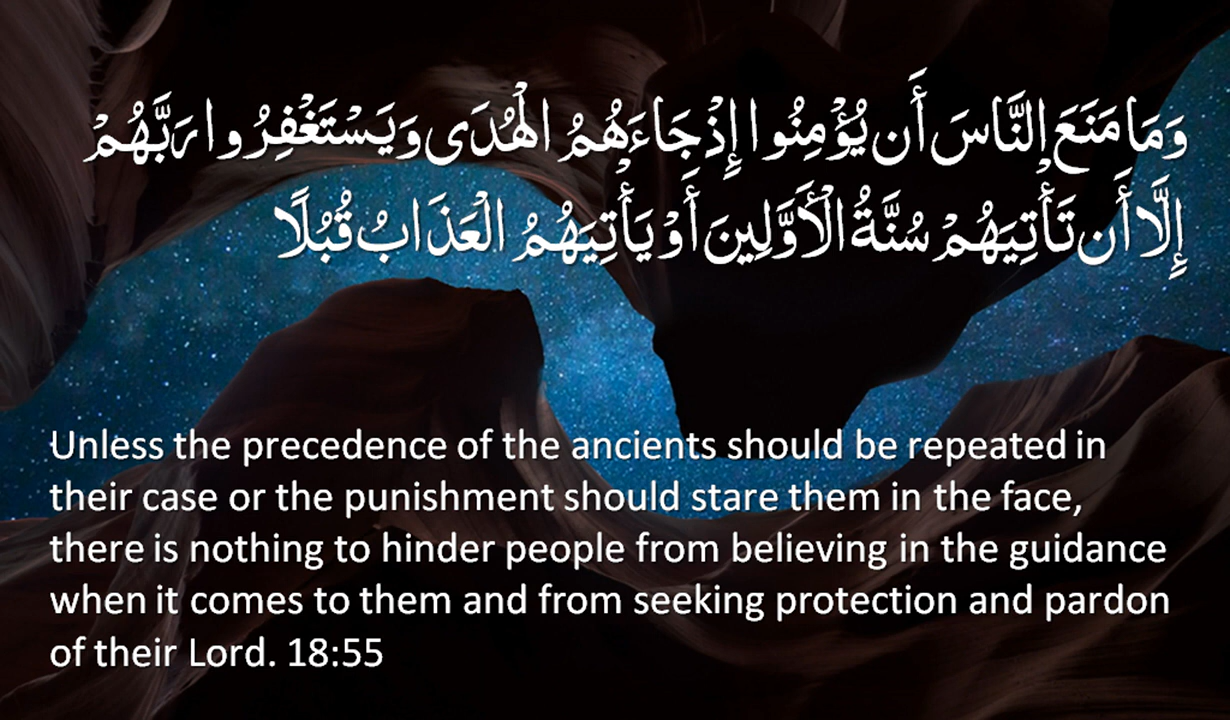 وَمَا مَنَعَ النَّاسَ أَن يُؤْمِنُوا إِذْ جَاءَهُمُ الْهُدَى وَيَسْتَغْفِرُوا رَبَّهُمْ
إِلَّا أَن تَأْتِيَهُمْ سُنَّةُ الْأَوَّلِينَ أَوْ يَأْتِيَهُمُ الْعَذَابُ قُبُلًا
Unless the precedence of the ancients should be repeated in
their case or the punishment should stare them in the face,
there is nothing to hinder people from believing in the guidance
when it comes to them and from seeking protection and pardon
of their Lord. 18:55